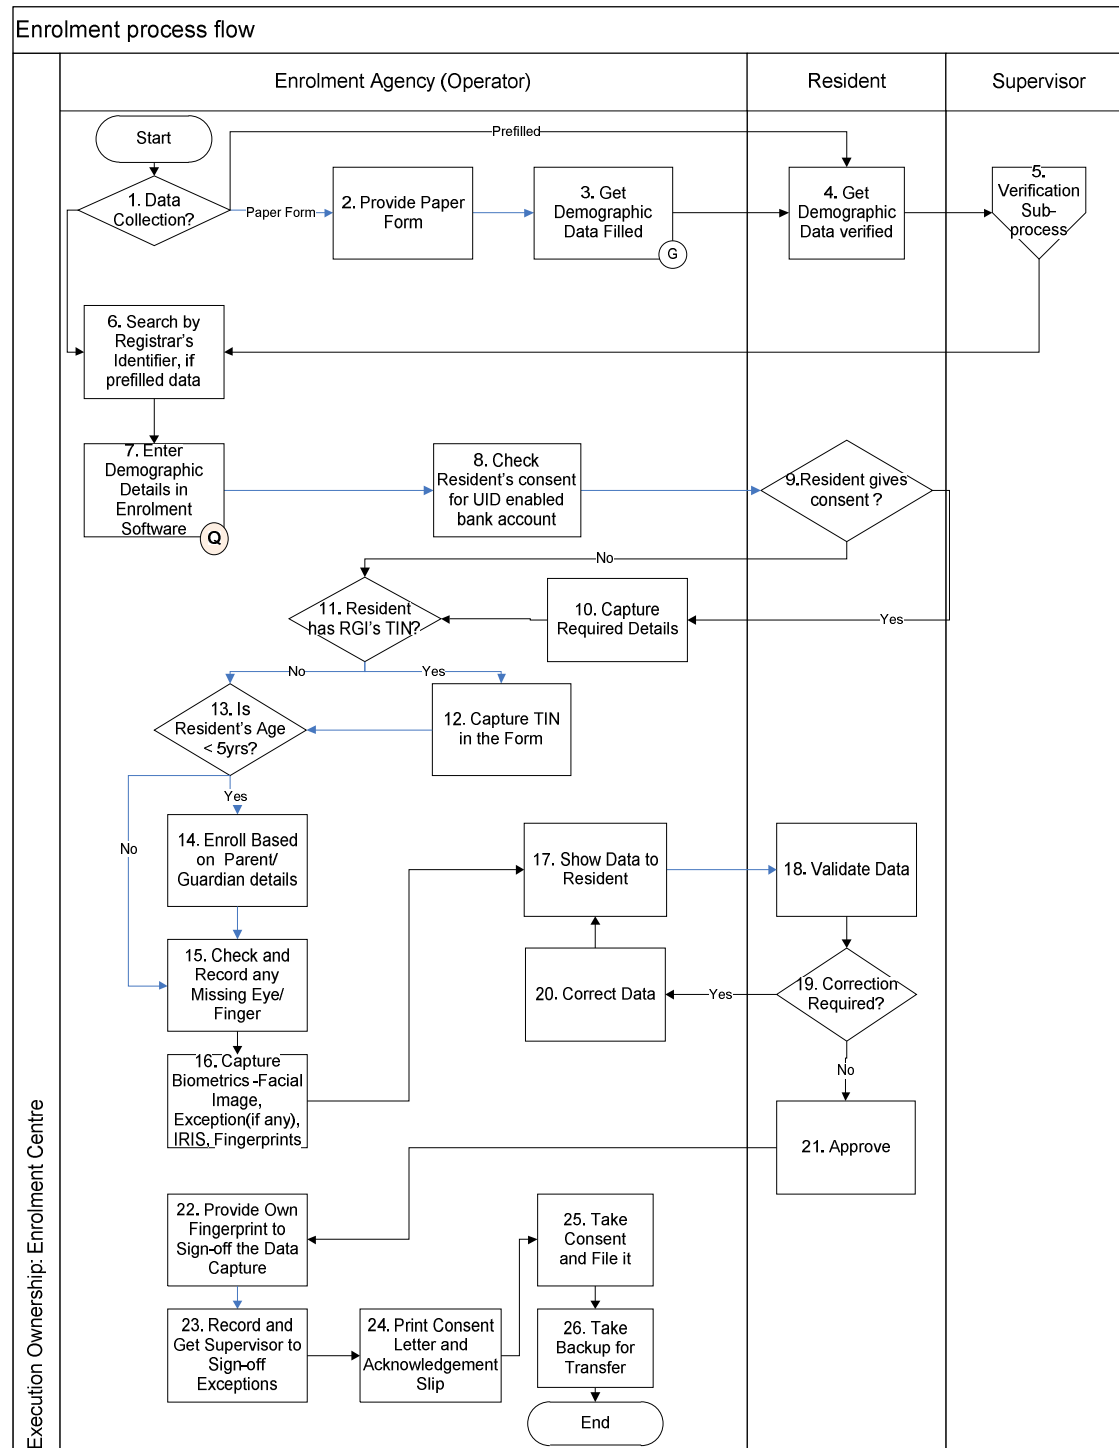 Enrolment process flow
Enrolment Agency (Operator)
Resident
Supervisor
Start
Prefilled
1. Data
Collection?
Paper Form
2. Provide Paper
Form
3. Get
Demographic
Data Filled
G
4. Get
Demographic
Data verified
5.
Verification
Sub-
process
6. Search by
Registrar's
Identifier, if
prefilled data
7. Enter
Demographic
Details in
Enrolment
Software
Q
8. Check
Resident's consent
for UID enabled
bank account
9.Resident gives
consent ?
No
Yes
10. Capture
Required Details
11. Resident
has RGI's TIN?
No
Yes
12. Capture TIN
in the Form
13. Is
Resident's Age
< 5yrs?
Yes
No
14. Enroll Based
on Parent/
Guardian details
15. Check and
Record any
Missing Eye/
Finger
16. Capture
Biometrics -Facial
Image,
Exception(if any),
IRIS, Fingerprints
17. Show Data to
Resident
18. Validate Data
19. Correction
Required?
Yes
20. Correct Data
No
21. Approve
22. Provide Own
Fingerprint to
Sign-off the Data
Capture
23. Record and
Get Supervisor to
Sign-off
Exceptions
24. Print Consent
Letter and
Acknowledgement
Slip
25. Take
Consent
and File it
26. Take
Backup for
Transfer
End
Execution Ownership: Enrolment Centre